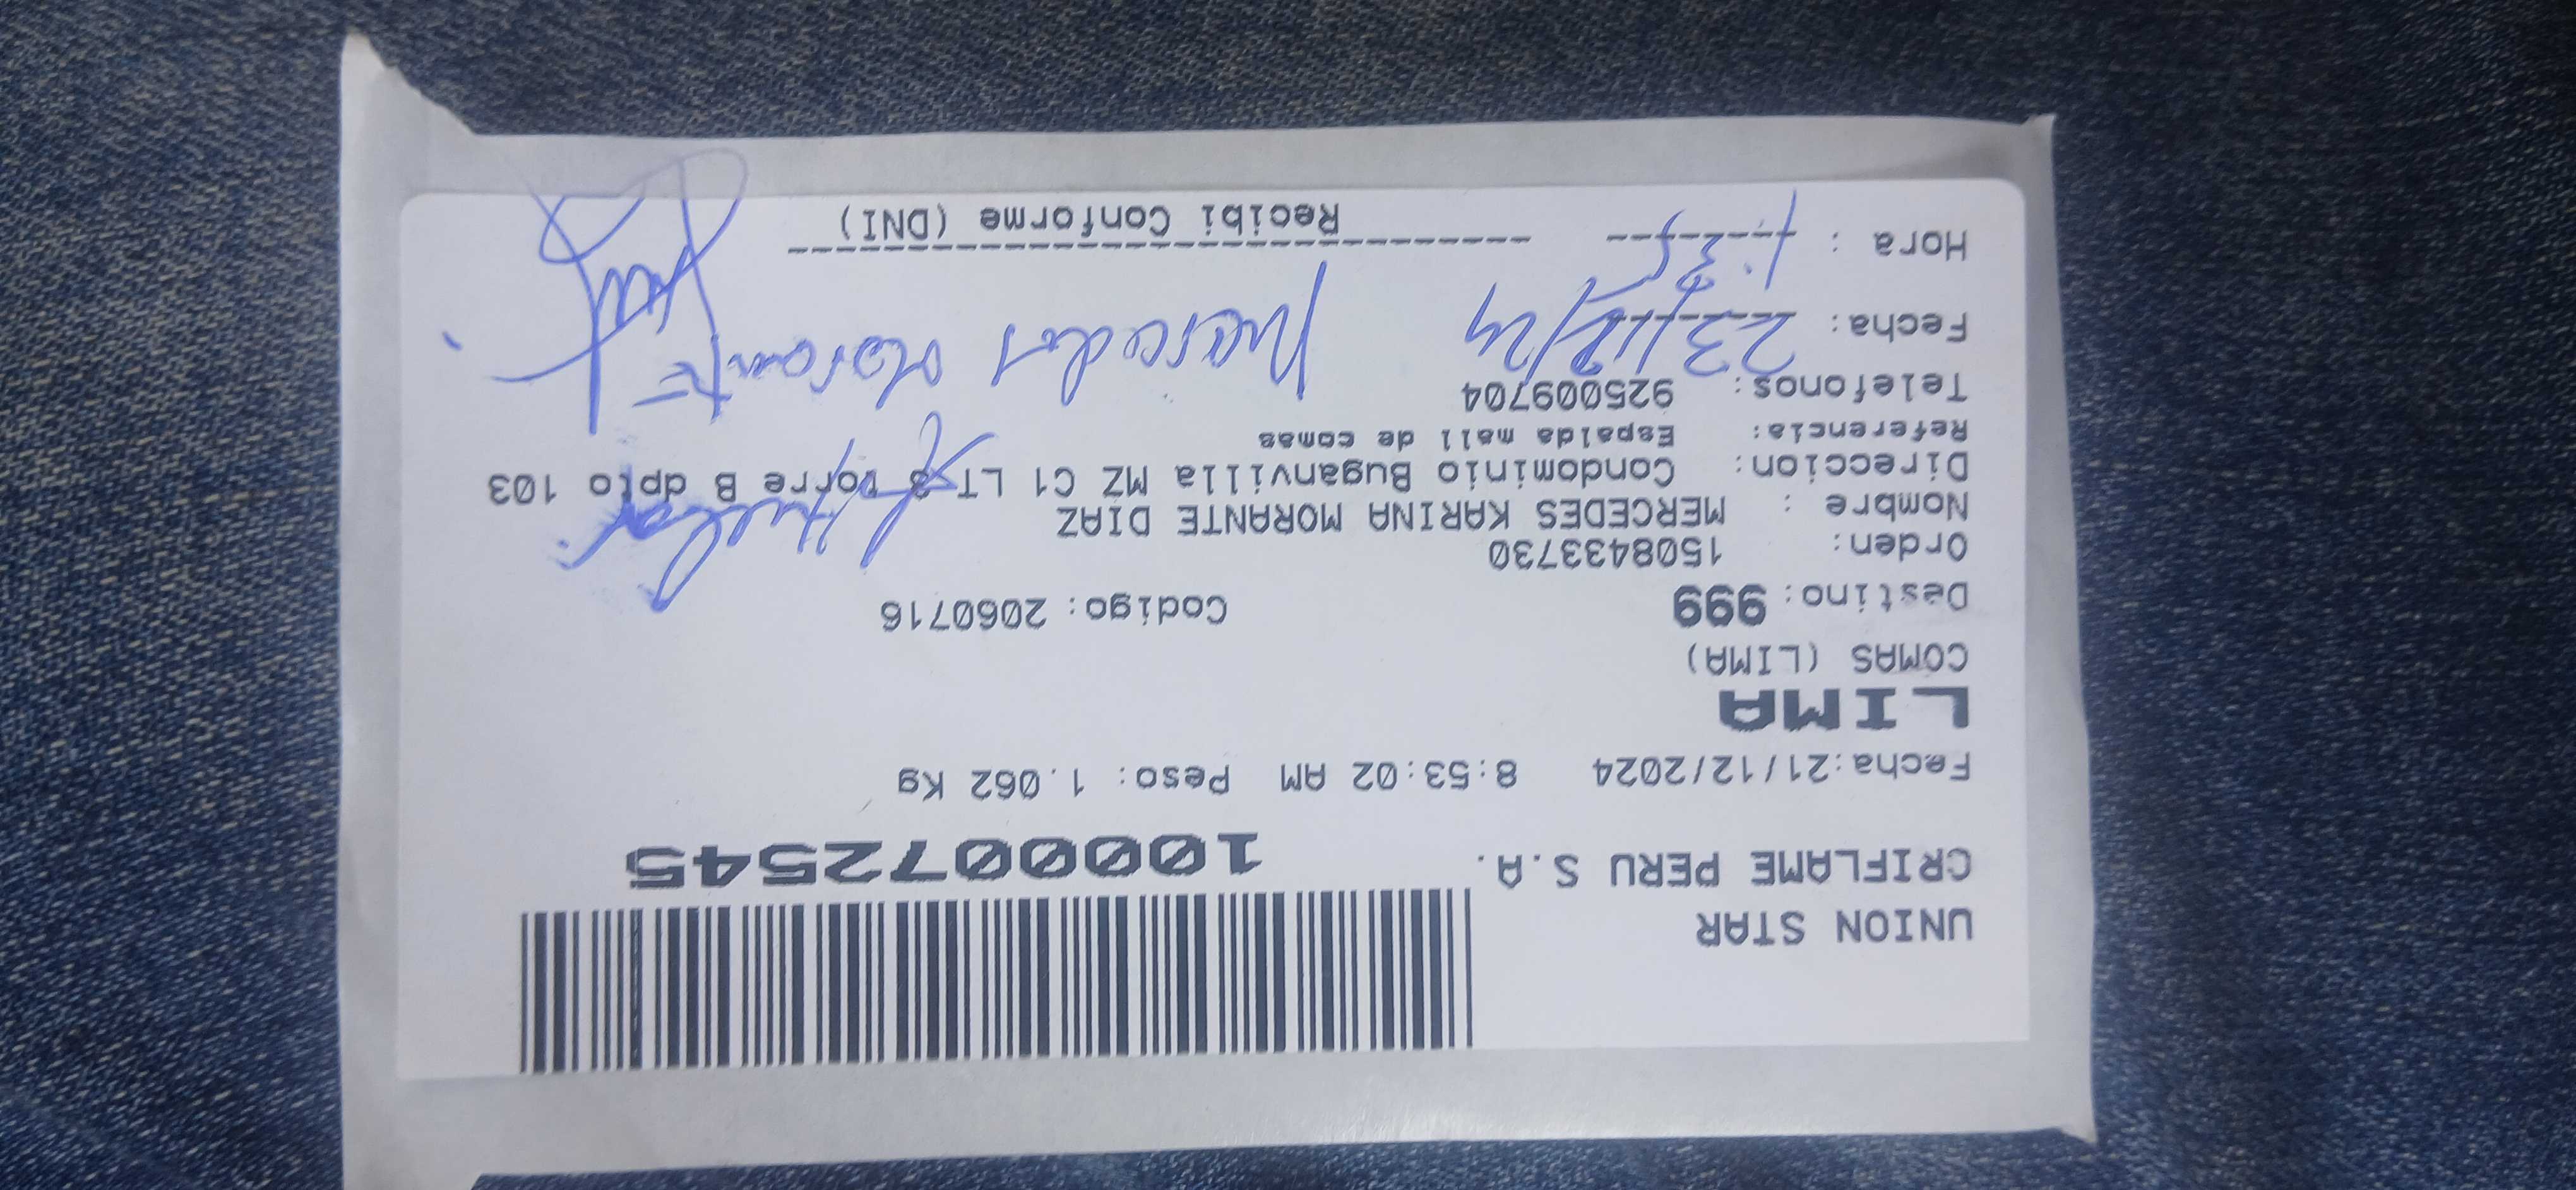 UNION STAR
CRIFLAME PERU S.A. 1000072545
Fecha:21/12/2024 8:53:02 AM Peso: 1.062 Kg
LIMA
COMAS (LIMA)
Destino: 999 Codigo: 2060716
Orden: 1508433730
Nombre : MERCEDES KARINA MORANTE DIAZ
Direccion: Condominio Buganvilla MZ C1 LT 3 torre B dpto 103
Referencia: Espalda mall de comas
Telefonos: 925009704
Fecha: 23/12/24 Mercedes Morante
Hora :
Recibi Conforme (DNI)